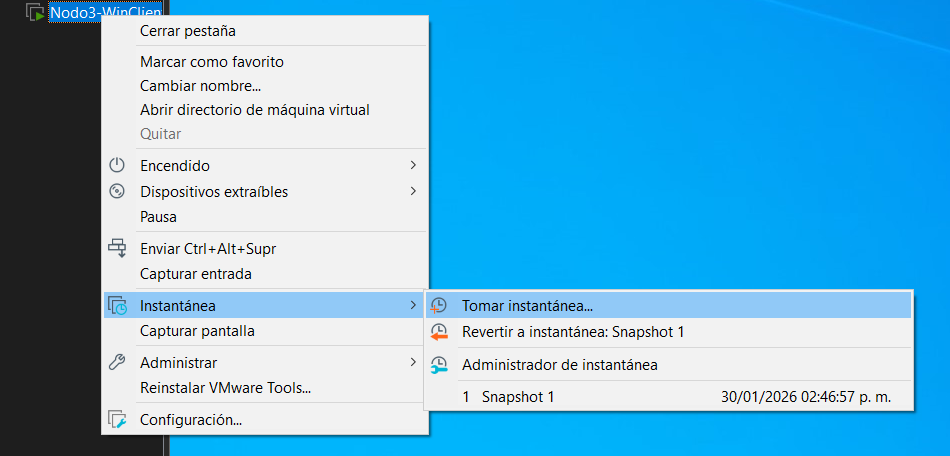 Nodo3-WinClien
Cerrar pestaña
Marcar como favorito
Cambiar nombre...
Abrir directorio de máquina virtual
Quitar
Encendido
Dispositivos extraíbles
Pausa
Enviar Ctrl+Alt+Supr
Capturar entrada
Instantánea
Tomar instantánea...
Capturar pantalla
Revertir a instantánea: Snapshot 1
Administrar
Administrador de instantánea
Reinstalar VMware Tools...
1 Snapshot 1 30/01/2026 02:46:57 p. m.
Configuración...